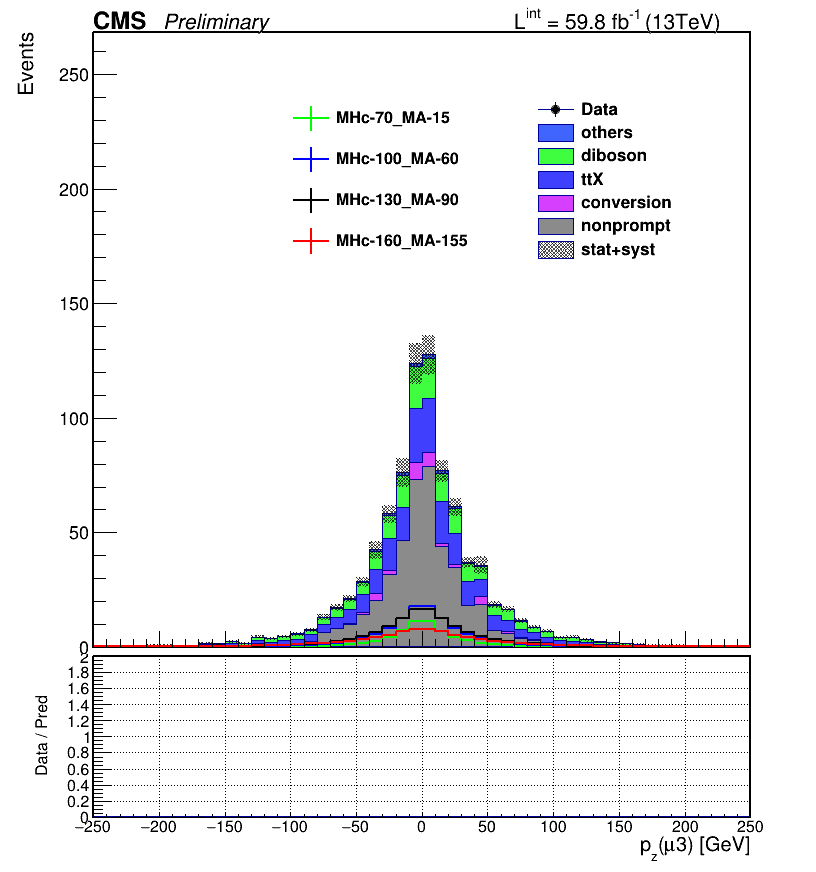 CMS Preliminary
L^int = 59.8 fb^-1 (13TeV)
Events
250
200
150
100
50
0
MHc-70_MA-15
MHc-100_MA-60
MHc-130_MA-90
MHc-160_MA-155
Data
others
diboson
ttX
conversion
nonprompt
stat+syst
Data / Pred
2
1.8
1.6
1.4
1.2
1
0.8
0.6
0.4
0.2
0
−250 −200 −150 −100 −50 0 50 100 150 200 250
p_z(μ3) [GeV]